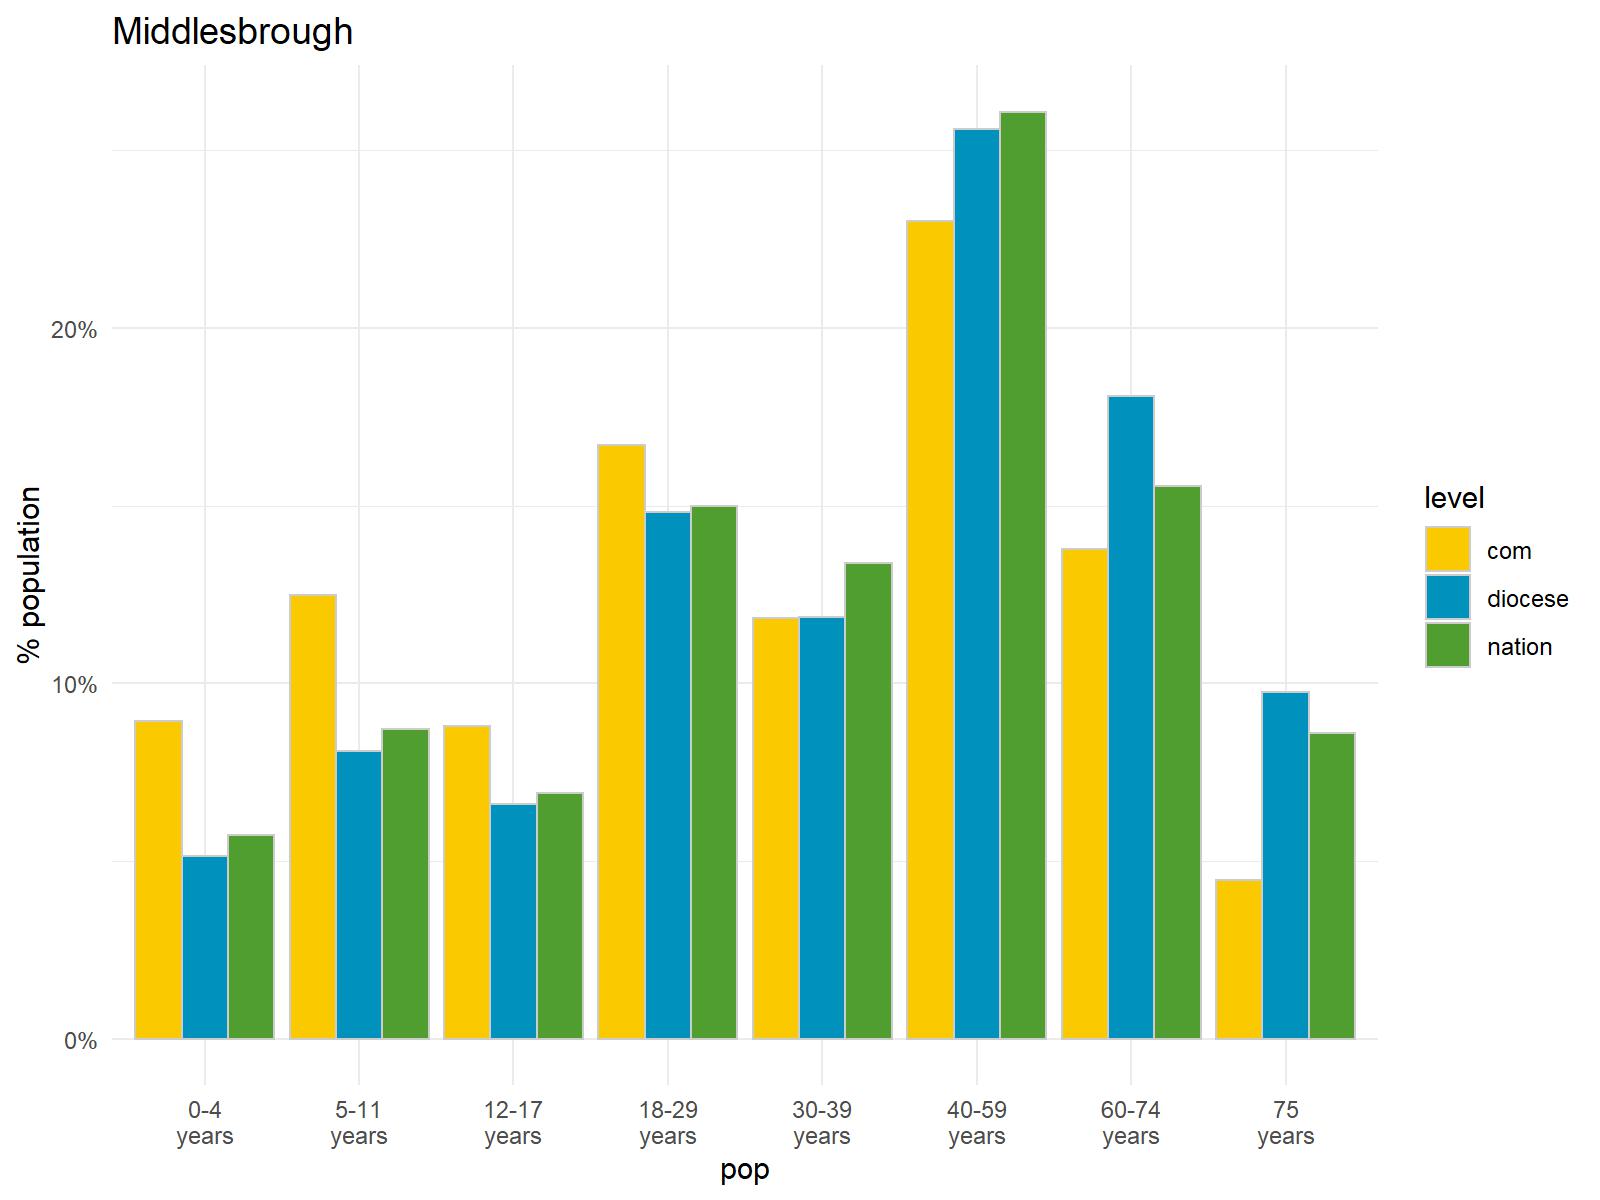 Middlesbrough
% population
20%
10%
0%
0-4
years
5-11
years
12-17
years
18-29
years
30-39
years
40-59
years
60-74
years
75
years
pop
level
com
diocese
nation